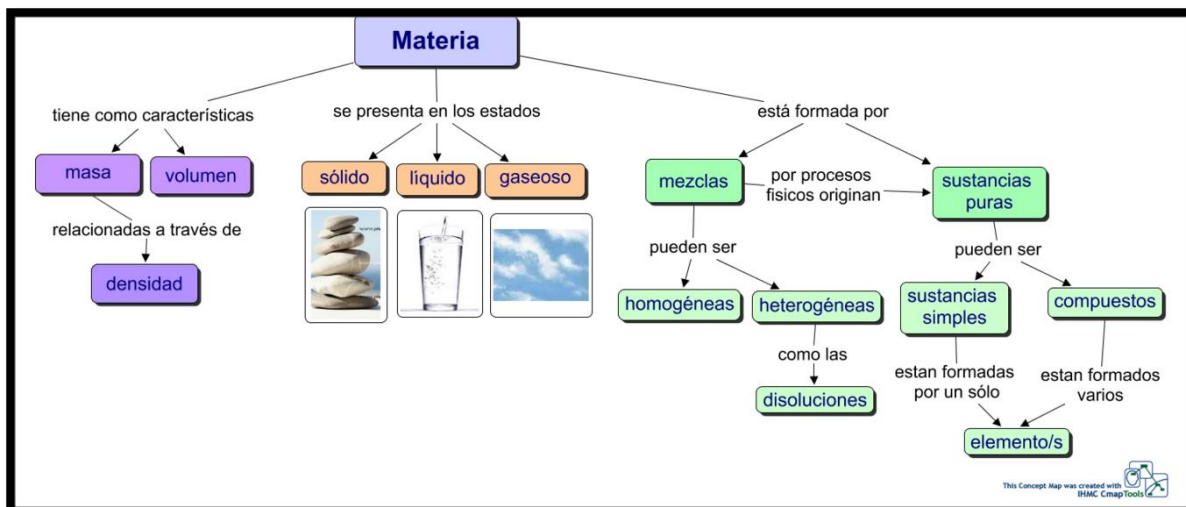 Materia
tiene como características
se presenta en los estados
está formada por
masa
volumen
sólido
líquido
gaseoso
mezclas
por procesos
fisicos originan
sustancias
puras
relacionadas a través de
densidad
pueden ser
pueden ser
homogéneas
heterogéneas
sustancias
simples
compuestos
como las
disoluciones
estan formadas
por un sólo
estan formados
varios
elemento/s
This Concept Map was created with
IHMC CmapTools